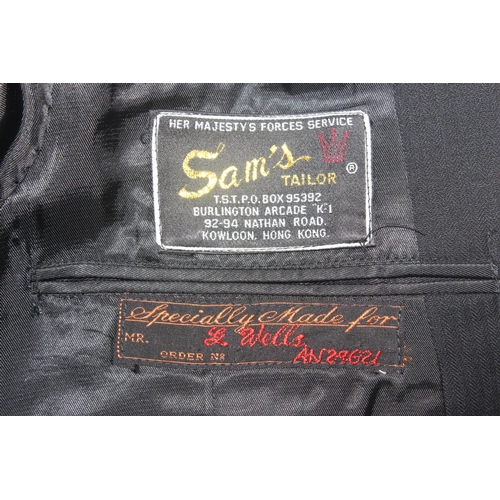 HER MAJESTY'S FORCES SERVICE
Sam's
TAILOR ®
T.S.T. P.O. BOX 95392
BURLINGTON ARCADE "K-1
92-94 NATHAN ROAD.
KOWLOON, HONG KONG.
Specially Made for
MR. L. Wells
ORDER Nº AN29621